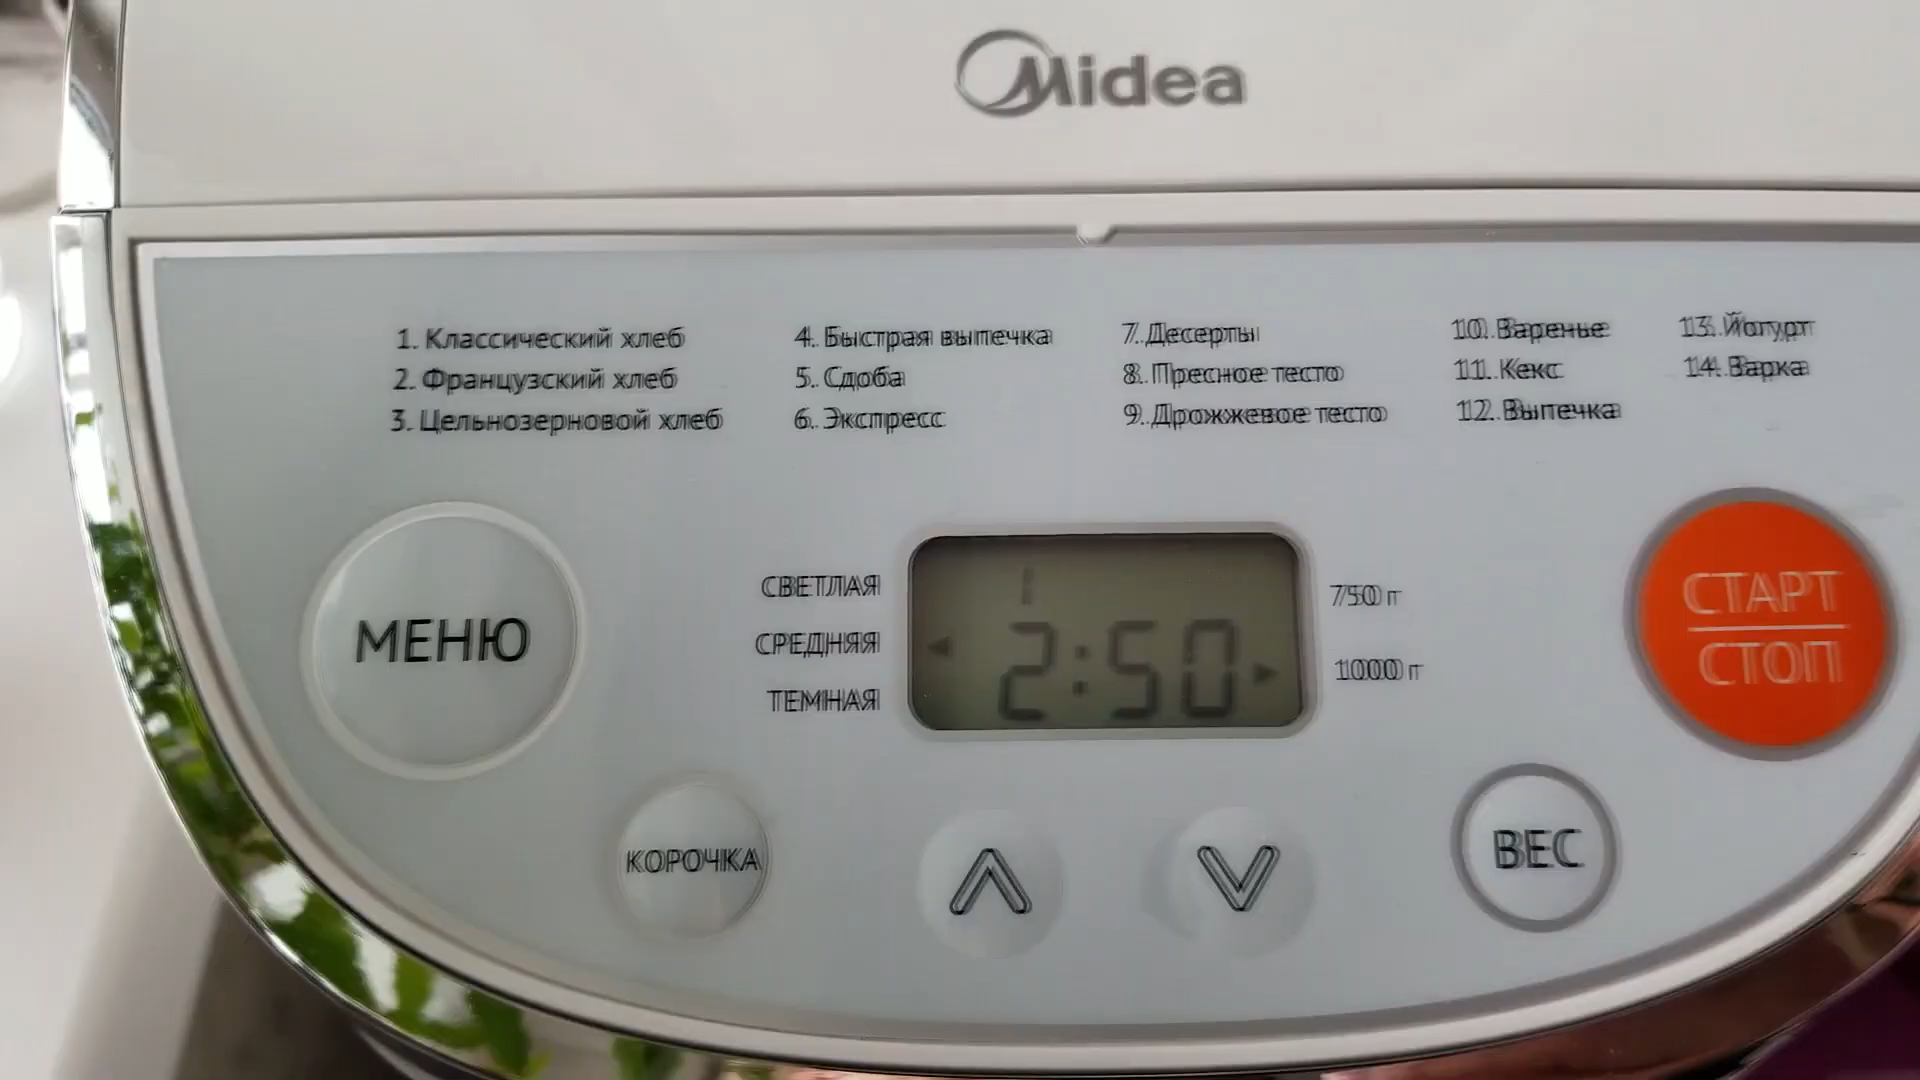 Midea
1. Классический хлеб
2. Французский хлеб
3. Цельнозерновой хлеб
4. Быстрая выпечка
5. Сдоба
6. Экспресс
7. Десерты
8. Пресное тесто
9. Дрожжевое тесто
10. Варенье
11. Кекс
12. Выпечка
13. Йогурт
14. Варка
МЕНЮ
СВЕТЛАЯ
СРЕДНЯЯ
ТЕМНАЯ
1
2:50
750 г
1000 г
СТАРТ
СТОП
КОРОЧКА
ВЕС